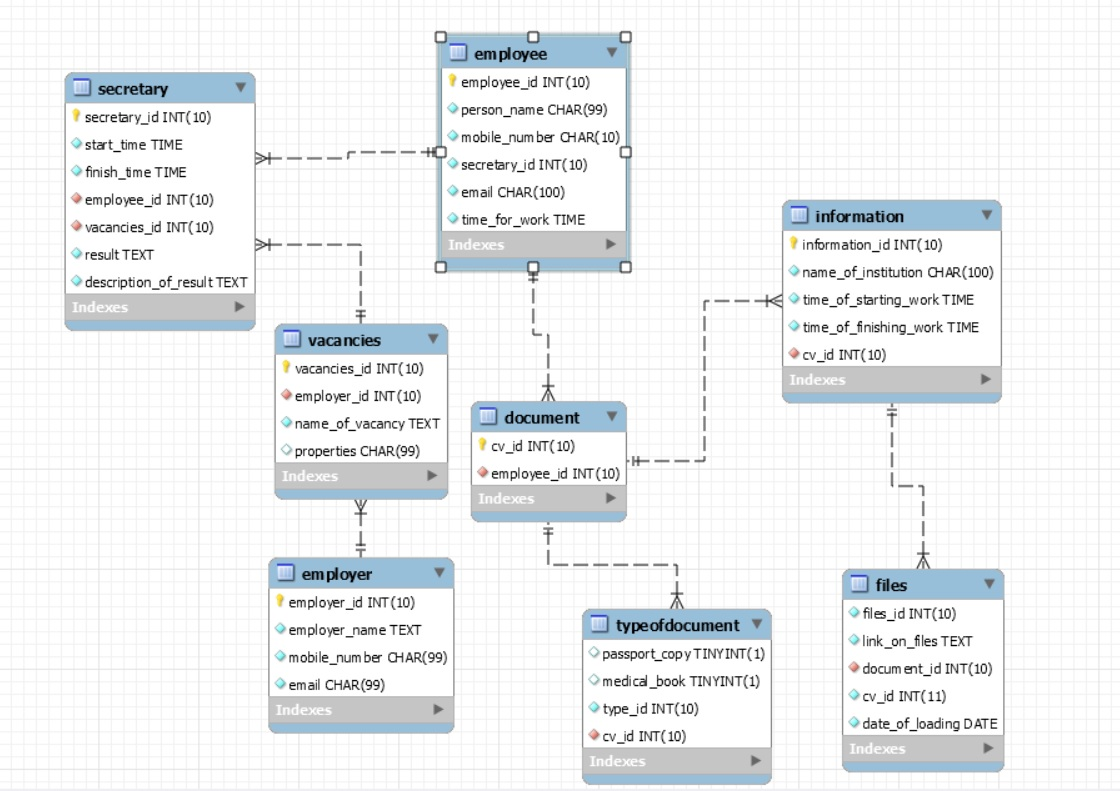 secretary
secretary_id INT(10)
start_time TIME
finish_time TIME
employee_id INT(10)
vacancies_id INT(10)
result TEXT
description_of_result TEXT
Indexes
employee
employee_id INT(10)
person_name CHAR(99)
mobile_number CHAR(10)
secretary_id INT(10)
email CHAR(100)
time_for_work TIME
Indexes
information
information_id INT(10)
name_of_institution CHAR(100)
time_of_starting_work TIME
time_of_finishing_work TIME
cv_id INT(10)
Indexes
vacancies
vacancies_id INT(10)
employer_id INT(10)
name_of_vacancy TEXT
properties CHAR(99)
Indexes
document
cv_id INT(10)
employee_id INT(10)
Indexes
employer
employer_id INT(10)
employer_name TEXT
mobile_number CHAR(99)
email CHAR(99)
Indexes
typeofdocument
passport_copy TINYINT(1)
medical_book TINYINT(1)
type_id INT(10)
cv_id INT(10)
Indexes
files
files_id INT(10)
link_on_files TEXT
document_id INT(10)
cv_id INT(11)
date_of_loading DATE
Indexes